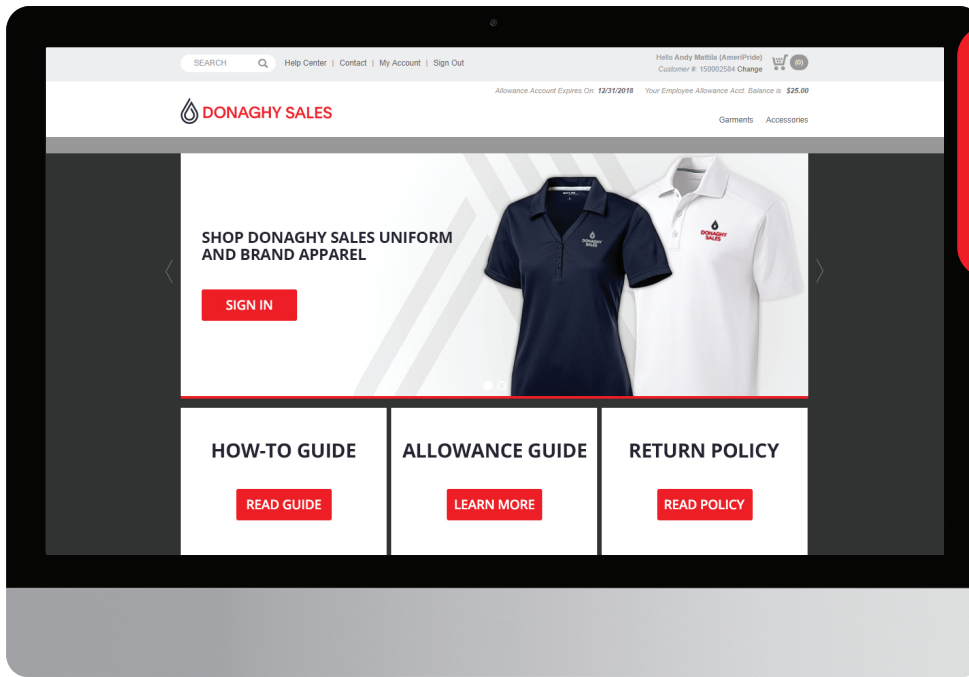 SEARCH Help Center | Contact | My Account | Sign Out
Hello Andy Mattila (AmeriPride)
Customer #: 150002584 Change
(0)
Allowance Account Expires On: 12/31/2018 Your Employee Allowance Acct Balance is $25.00
DONAGHY SALES
Garments Accessories
SHOP DONAGHY SALES UNIFORM
AND BRAND APPAREL
SIGN IN
DONAGHY
SALES
DONAGHY
SALES
HOW-TO GUIDE
READ GUIDE
ALLOWANCE GUIDE
LEARN MORE
RETURN POLICY
READ POLICY